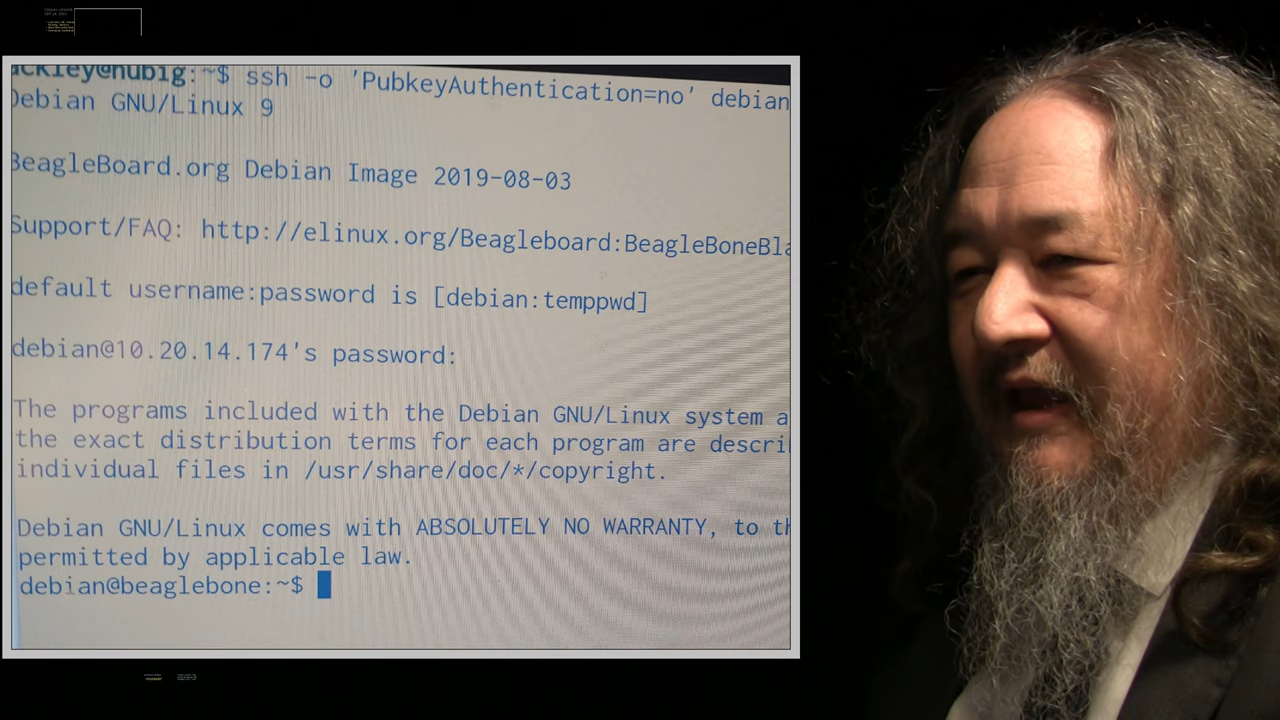 ackley@nubig:~$ ssh -o 'PubkeyAuthentication=no' debian
Debian GNU/Linux 9
BeagleBoard.org Debian Image 2019-08-03
Support/FAQ: http://elinux.org/Beagleboard:BeagleBoneBla
default username:password is [debian:temppwd]
debian@10.20.14.174's password:
The programs included with the Debian GNU/Linux system a
the exact distribution terms for each program are descri
individual files in /usr/share/doc/*/copyright.
Debian GNU/Linux comes with ABSOLUTELY NO WARRANTY, to th
permitted by applicable law.
debian@beaglebone:~$